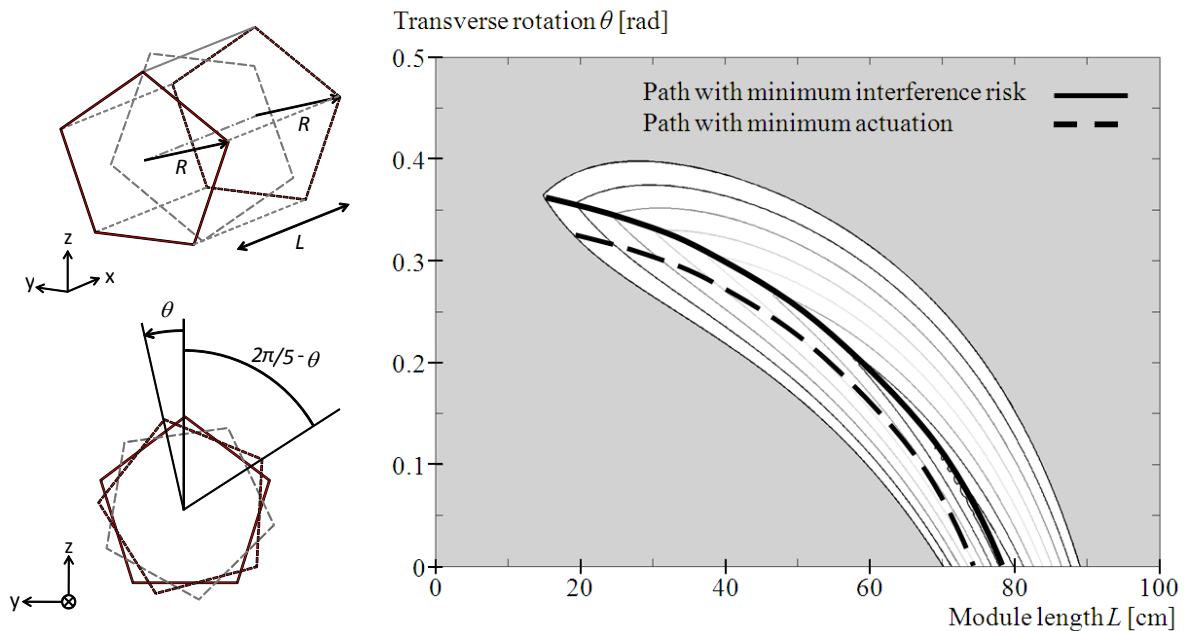 R
R
L
z
y
x
θ
2π/5-θ
z
y
Transverse rotation θ [rad]
0.5
0.4
0.3
0.2
0.1
0
Path with minimum interference risk
Path with minimum actuation
0 20 40 60 80 100
Module length L [cm]